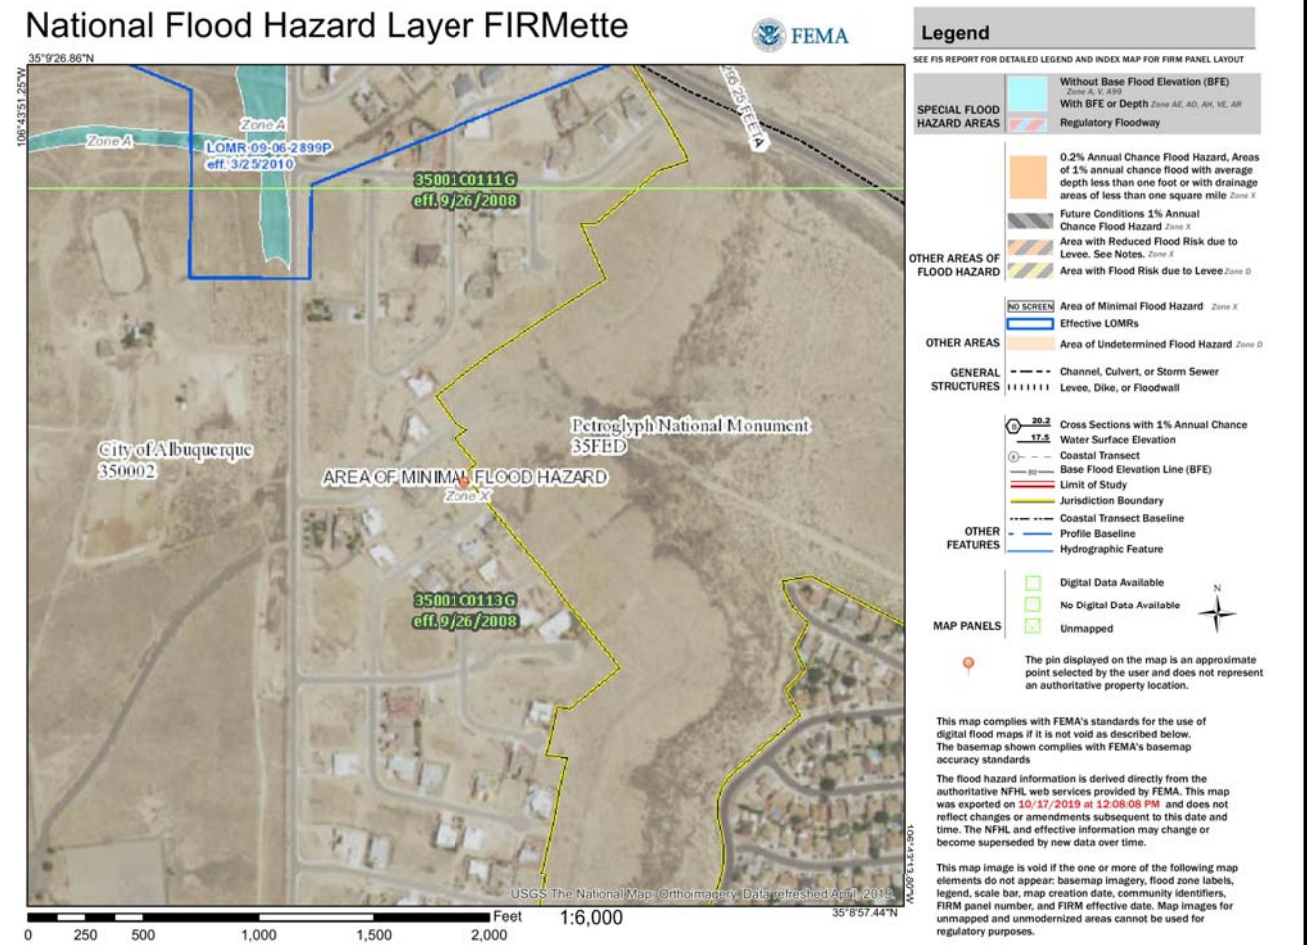 National Flood Hazard Layer FIRMette
FEMA
35°9'26.86"N
106°43'51.25"W
Zone A
Zone A
LOMR 09-06-2899P
eff. 3/25/2010
35001C0111G
eff. 9/26/2008
FEETA
City of Albuquerque
350002
Petroglyph National Monument
35FED
AREA OF MINIMAL FLOOD HAZARD
Zone X
35001C0113G
eff. 9/26/2008
USGS The National Map: Orthoimagery. Data refreshed April, 2019.
106°43'13.80"W
35°8'57.44"N
Feet
1:6,000
0 250 500 1,000 1,500 2,000
Legend
SEE FIS REPORT FOR DETAILED LEGEND AND INDEX MAP FOR FIRM PANEL LAYOUT
SPECIAL FLOOD
HAZARD AREAS
Without Base Flood Elevation (BFE)
Zone A, V, A99
With BFE or Depth Zone AE, AO, AH, VE, AR
Regulatory Floodway
0.2% Annual Chance Flood Hazard, Areas
of 1% annual chance flood with average
depth less than one foot or with drainage
areas of less than one square mile Zone X
Future Conditions 1% Annual
Chance Flood Hazard Zone X
OTHER AREAS OF
FLOOD HAZARD
Area with Reduced Flood Risk due to
Levee. See Notes. Zone X
Area with Flood Risk due to Levee Zone D
NO SCREEN Area of Minimal Flood Hazard Zone X
Effective LOMRs
OTHER AREAS
Area of Undetermined Flood Hazard Zone D
GENERAL
STRUCTURES
Channel, Culvert, or Storm Sewer
Levee, Dike, or Floodwall
B 20.2 Cross Sections with 1% Annual Chance
17.5 Water Surface Elevation
8 Coastal Transect
513 Base Flood Elevation Line (BFE)
Limit of Study
Jurisdiction Boundary
Coastal Transect Baseline
OTHER
FEATURES
Profile Baseline
Hydrographic Feature
Digital Data Available
No Digital Data Available
Unmapped
MAP PANELS
N
The pin displayed on the map is an approximate
point selected by the user and does not represent
an authoritative property location.
This map complies with FEMA's standards for the use of
digital flood maps if it is not void as described below.
The basemap shown complies with FEMA's basemap
accuracy standards
The flood hazard information is derived directly from the
authoritative NFHL web services provided by FEMA. This map
was exported on 10/17/2019 at 12:08:08 PM and does not
reflect changes or amendments subsequent to this date and
time. The NFHL and effective information may change or
become superseded by new data over time.
This map image is void if the one or more of the following map
elements do not appear: basemap imagery, flood zone labels,
legend, scale bar, map creation date, community identifiers,
FIRM panel number, and FIRM effective date. Map images for
unmapped and unmodernized areas cannot be used for
regulatory purposes.